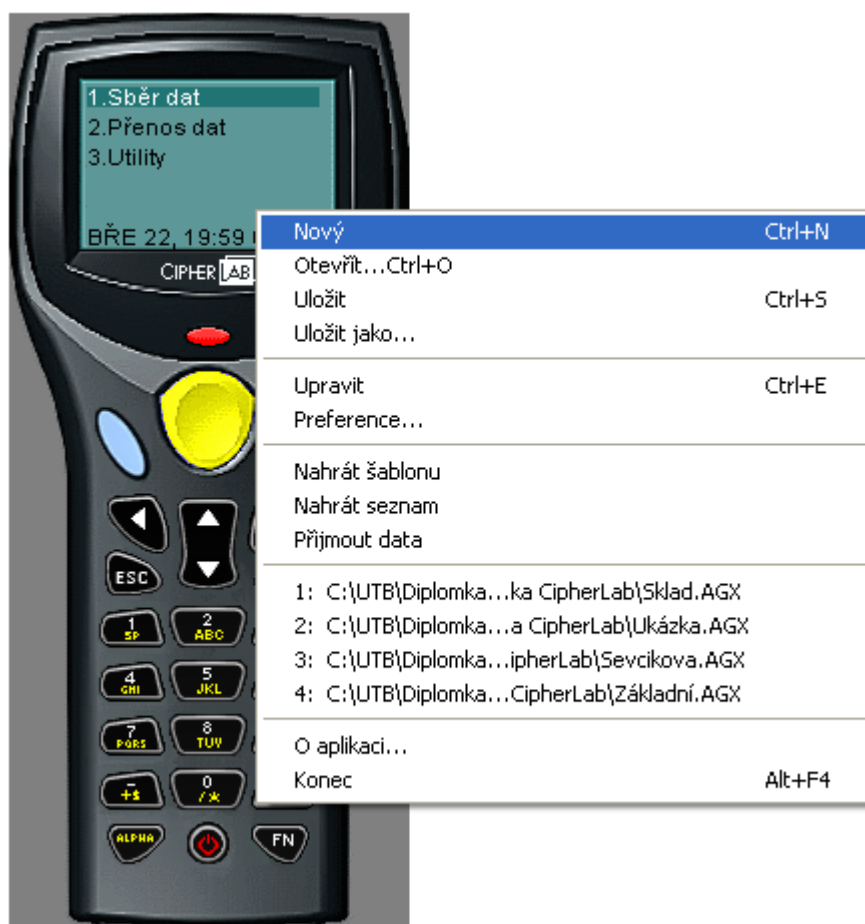 1.Sběr dat
2.Přenos dat
3.Utility
BŘE 22, 19:59
CIPHER LAB
Nový Ctrl+N
Otevřít...Ctrl+O
Uložit Ctrl+S
Uložit jako...
Upravit Ctrl+E
Preference...
Nahrát šablonu
Nahrát seznam
Přijmout data
1: C:\UTB\Diplomka...ka CipherLab\Sklad.AGX
2: C:\UTB\Diplomka...a CipherLab\Ukázka.AGX
3: C:\UTB\Diplomka...ipherLab\Sevcikova.AGX
4: C:\UTB\Diplomka...CipherLab\Základní.AGX
O aplikaci...
Konec Alt+F4
ESC
1 2
SP ABC
4 5
GHI JKL
7 8
PQRS TUV
- 0
+$ /*
ALPHA FN